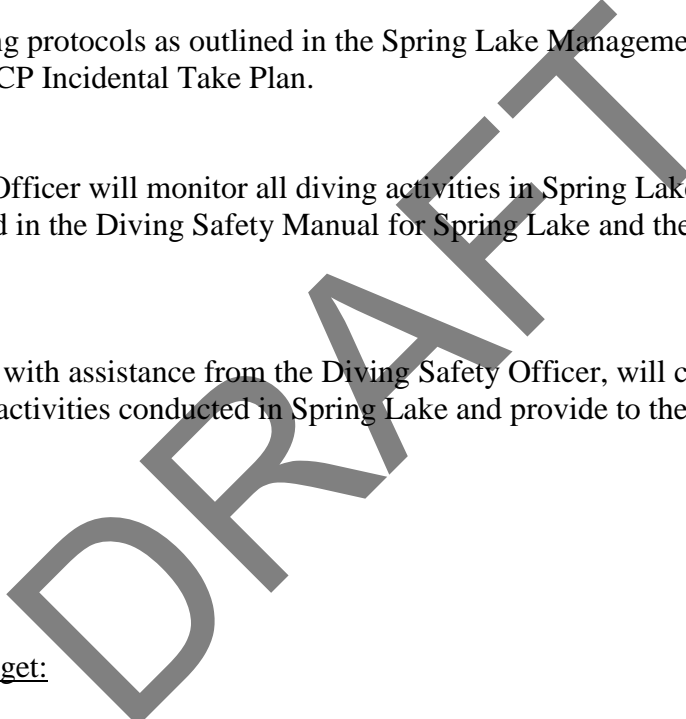 ng protocols as outlined in the Spring Lake Manageme
CP Incidental Take Plan.
Officer will monitor all diving activities in Spring Lak
d in the Diving Safety Manual for Spring Lake and the
with assistance from the Diving Safety Officer, will c
activities conducted in Spring Lake and provide to the
get:
DRAFT